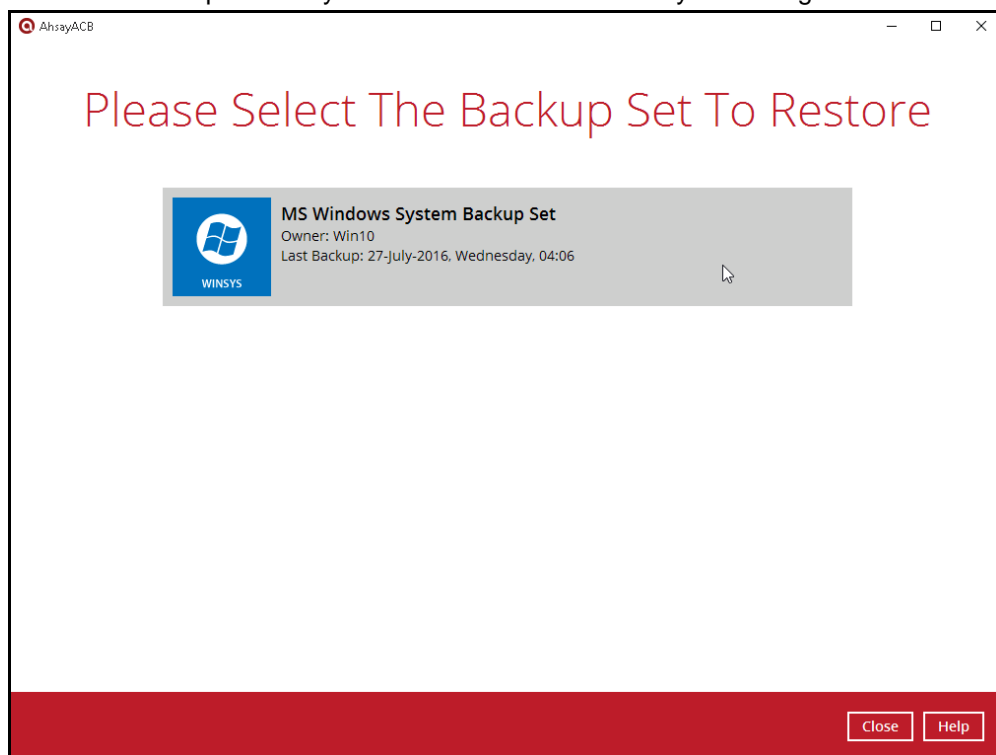 AhsayACB
Please Select The Backup Set To Restore
MS Windows System Backup Set
Owner: Win10
Last Backup: 27-July-2016, Wednesday, 04:06
WINSYS
Close Help